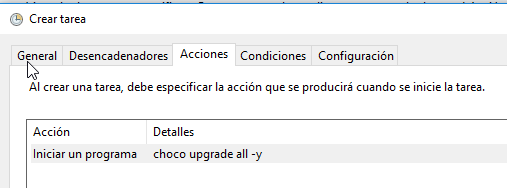 Crear tarea
General Desencadenadores Acciones Condiciones Configuración
Al crear una tarea, debe especificar la acción que se producirá cuando se inicie la tarea.
Acción Detalles
Iniciar un programa choco upgrade all -y